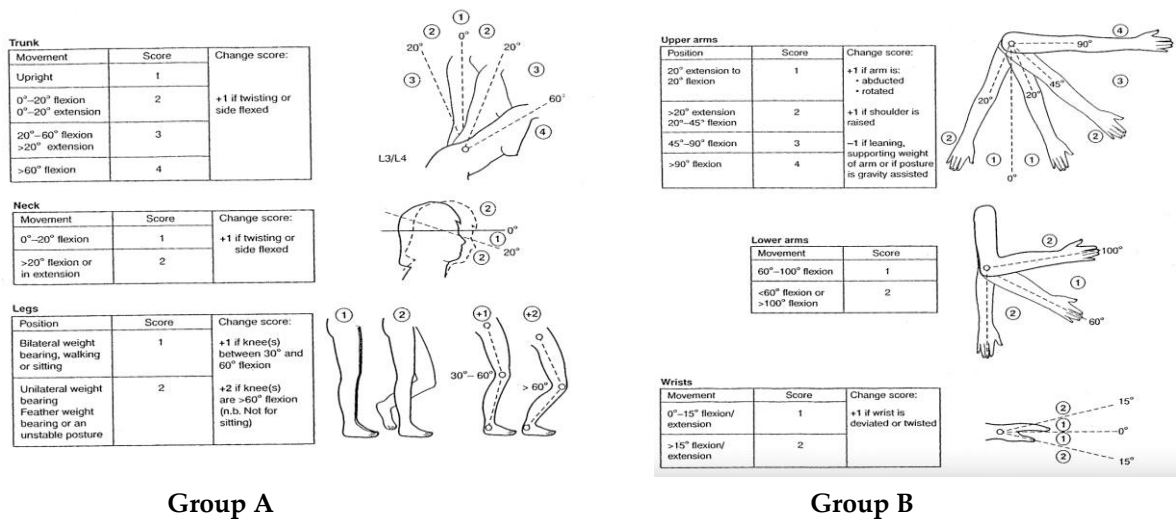 Trunk
Movement Score Change score:
Upright 1
0°–20° flexion 2 +1 if twisting or
0°–20° extension side flexed
20°–60° flexion 3
>20° extension
>60° flexion 4
① ② ② 0° 20° 20° ③ ③ 60° ④
L3/L4
Neck
Movement Score Change score:
0°–20° flexion 1 +1 if twisting or
side flexed
>20° flexion or 2
in extension
② 0° ① ② 20°
Legs
Position Score Change score:
Bilateral weight 1 +1 if knee(s)
bearing, walking between 30° and
or sitting 60° flexion
Unilateral weight 2 +2 if knee(s)
bearing are >60° flexion
Feather weight (n.b. Not for
bearing or an sitting)
unstable posture
① ② +1 +2
30°–60° > 60°
Group A
Upper arms
Position Score Change score:
20° extension to 1 +1 if arm is:
20° flexion • abducted
• rotated
>20° extension 2 +1 if shoulder is
20°–45° flexion raised
45°–90° flexion 3 −1 if leaning,
supporting weight
>90° flexion 4 of arm or if posture
is gravity assisted
④ 90° ③ 45° 20° 20° ② ② ① ① 0°
Lower arms
Movement Score
60°–100° flexion 1
<60° flexion or 2
>100° flexion
② 100° ① 60° ②
Wrists
Movement Score Change score:
0°–15° flexion/ 1 +1 if wrist is
extension deviated or twisted
>15° flexion/ 2
extension
② 15° ① 0° ① ② 15°
Group B